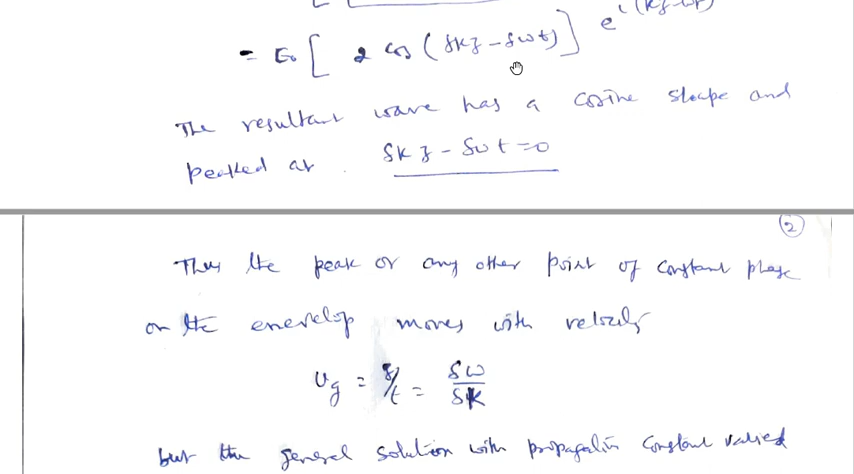 = E₀ [ 2 cos (δkz − δωt) ] e^i(kz-ωt)
The resultant wave has a cosine shape and
peaked at δkz − δωt = 0
2
Thus the peak or any other point of constant phase
on the envelop moves with velocity
υg = z/t = δω/δk
but the general solution with propagation constant varied